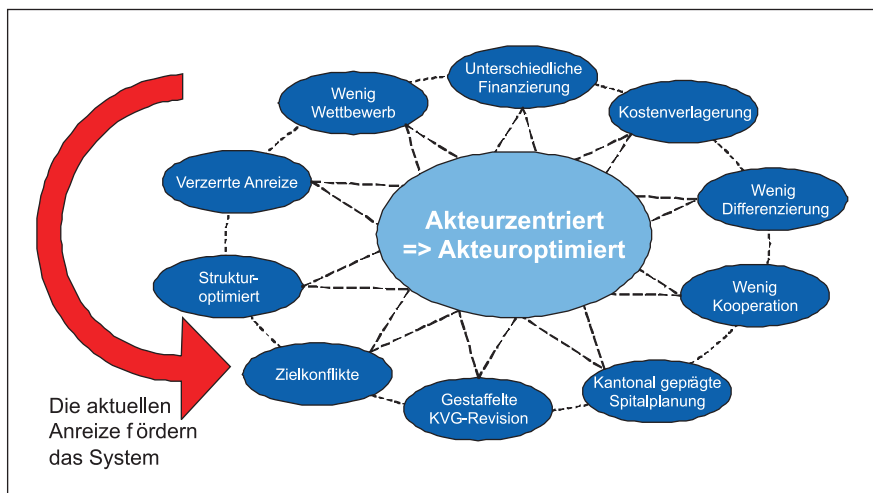 Unterschiedliche
Finanzierung
Wenig
Wettbewerb
Kostenverlagerung
Verzerrte Anreize
Wenig
Differenzierung
Akteurzentriert
=> Akteuroptimiert
Struktur-
optimiert
Wenig
Kooperation
Zielkonflikte
Gestaffelte
KVG-Revision
Kantonal geprägte
Spitalplanung
Die aktuellen
Anreize fördern
das System